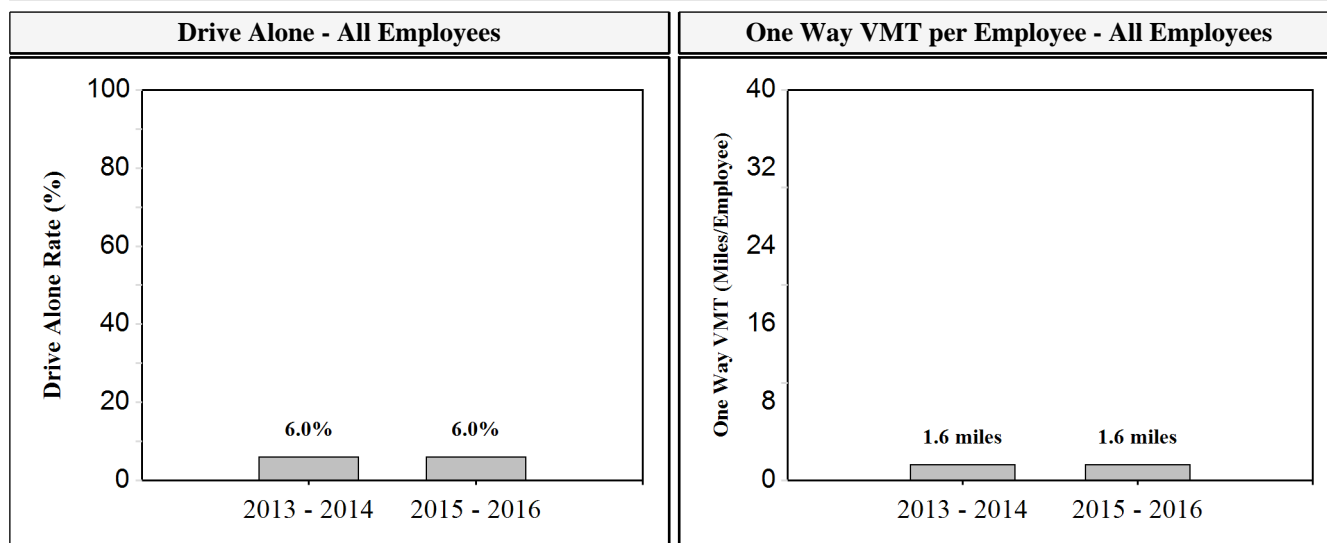 Drive Alone - All Employees
Drive Alone Rate (%)
100
80
60
40
20
0
6.0%
6.0%
2013 - 2014
2015 - 2016
One Way VMT per Employee - All Employees
One Way VMT (Miles/Employee)
40
32
24
16
8
0
1.6 miles
1.6 miles
2013 - 2014
2015 - 2016